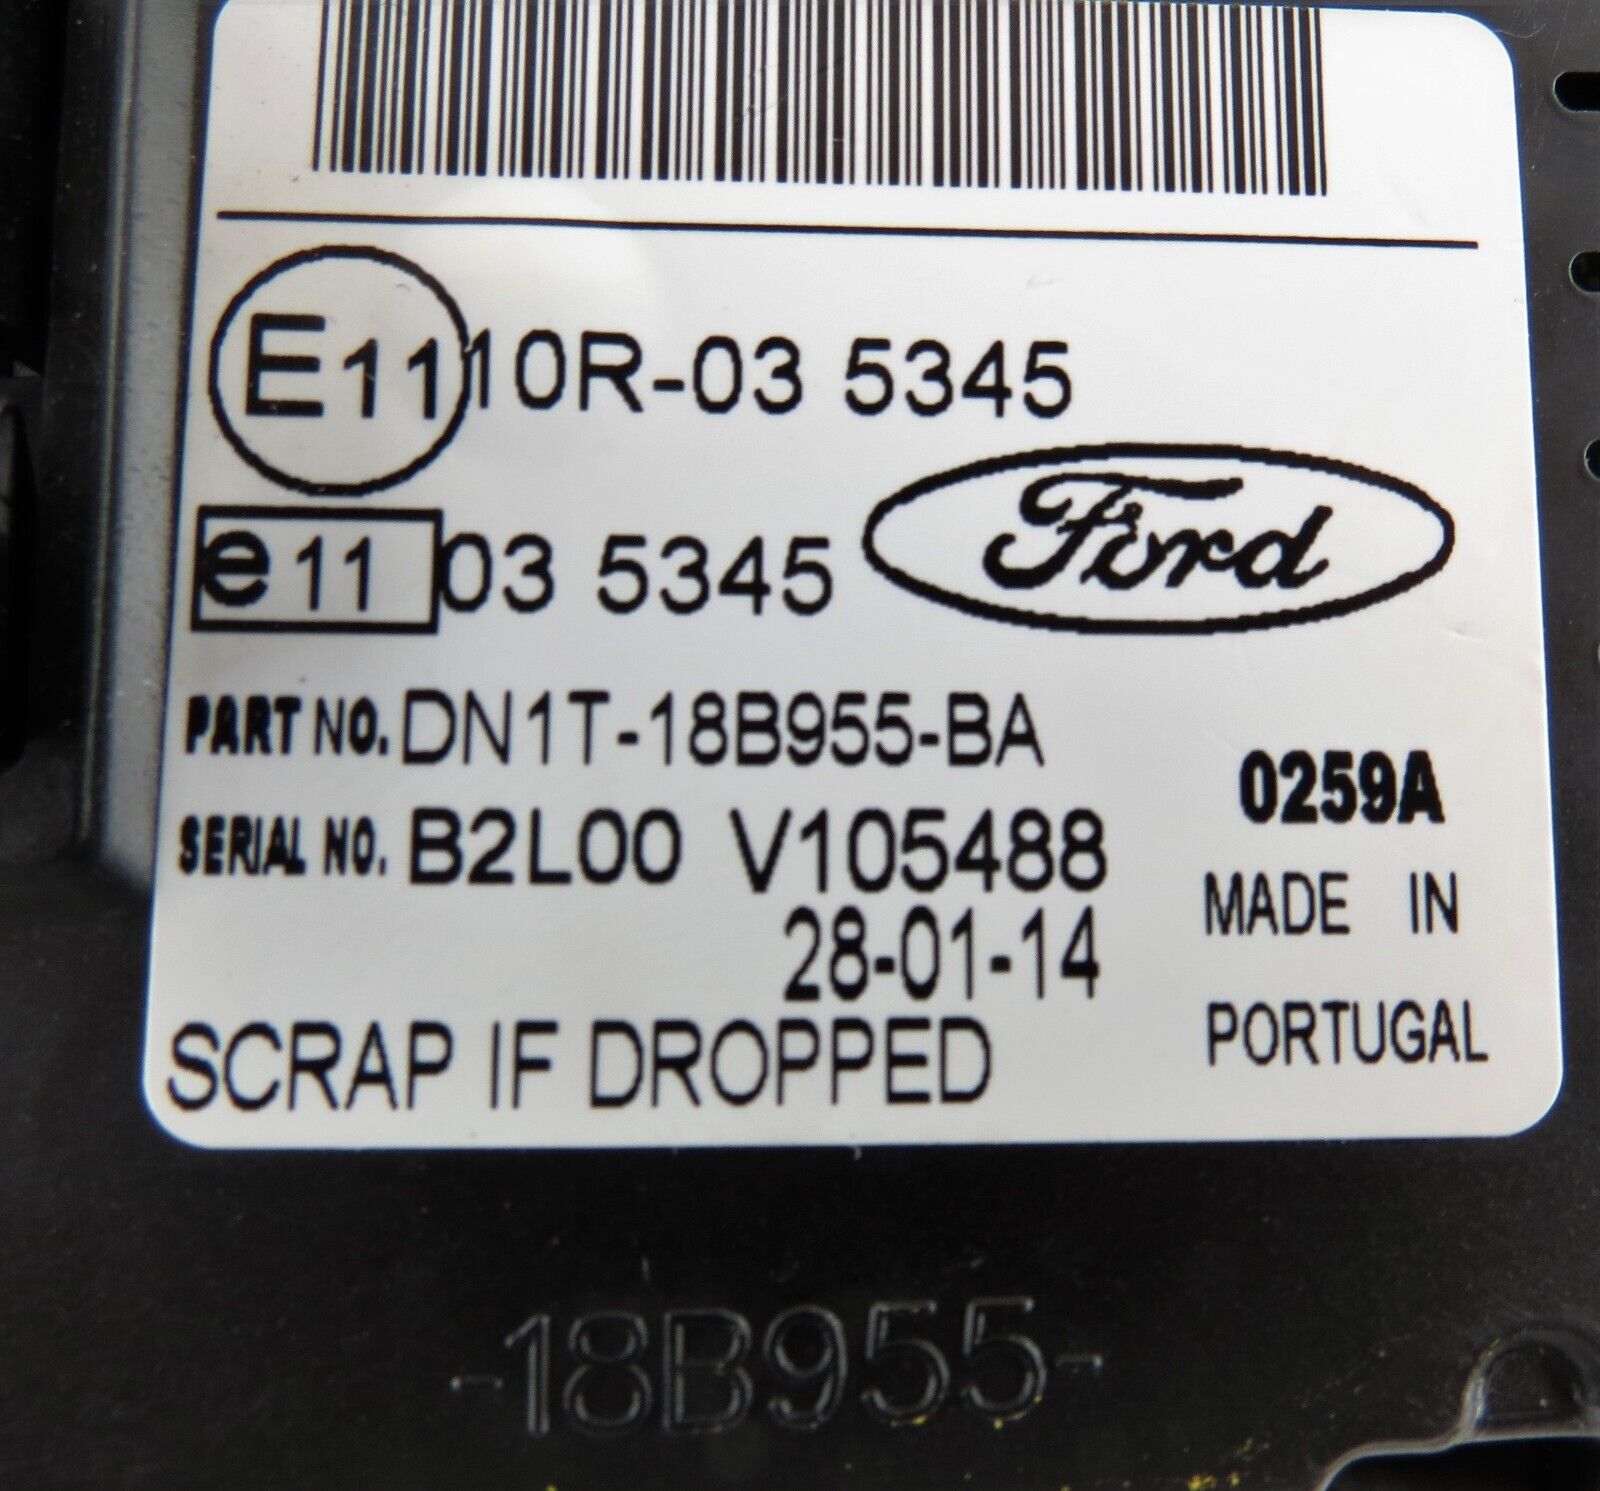 E11 10R-03 5345
e11 03 5345
Ford
PART NO. DN1T-18B955-BA
0259A
SERIAL NO. B2L00 V105488
MADE IN
28-01-14
PORTUGAL
SCRAP IF DROPPED
-18B955-